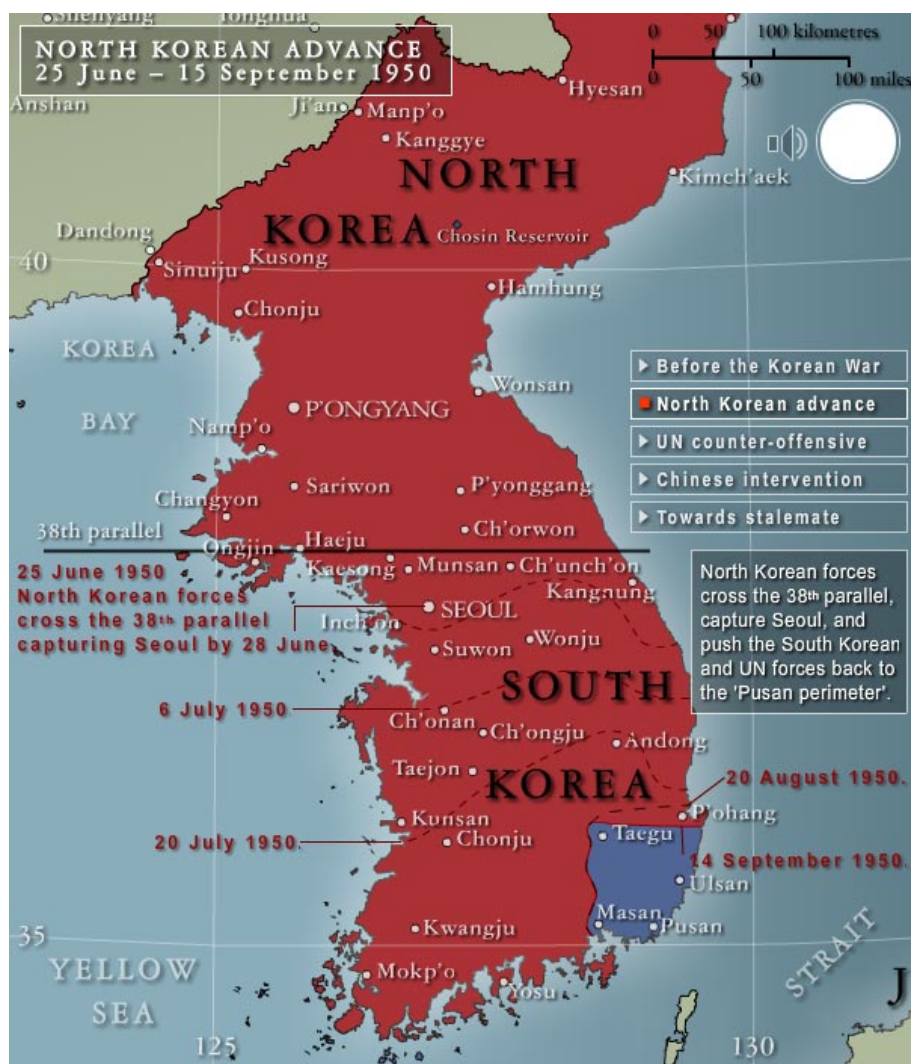 Shenyang
Tonghua
NORTH KOREAN ADVANCE
25 June – 15 September 1950
0 50 100 kilometres
0 50 100 miles
Anshan
Ji'an
Manp'o
Hyesan
Kanggye
NORTH
KOREA
Kimch'aek
Chosin Reservoir
Dandong
40
Sinuiju
Kusong
Hamhung
Chonju
KOREA
BAY
Before the Korean War
Wonsan
North Korean advance
P'ONGYANG
Namp'o
UN counter-offensive
Sariwon
P'yonggang
Chinese intervention
Changyon
Towards stalemate
38th parallel
Ch'orwon
Ongjin
Haeju
Kaesong
Munsan
Ch'unch'on
Kangnung
25 June 1950
North Korean forces
cross the 38th parallel
capturing Seoul by 28 June
North Korean forces
cross the 38th parallel,
capture Seoul, and
push the South Korean
and UN forces back to
the 'Pusan perimeter'.
SEOUL
Inch'on
Wonju
Suwon
SOUTH
KOREA
6 July 1950
Ch'onan
Ch'ongju
Andong
Taejon
20 August 1950.
P'ohang
Kunsan
Taegu
20 July 1950.
Chonju
14 September 1950.
Ulsan
Masan
Pusan
Kwangju
35
YELLOW
SEA
Mokp'o
Yosu
STRAIT
J
125
130